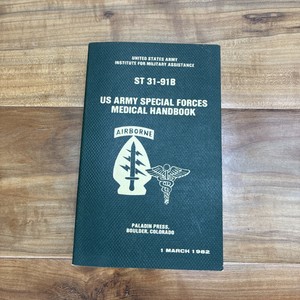 UNITED STATES ARMY
INSTITUTE FOR MILITARY ASSISTANCE
ST 31-91B
US ARMY SPECIAL FORCES
MEDICAL HANDBOOK
AIRBORNE
PALADIN PRESS,
BOULDER, COLORADO
1 MARCH 1982